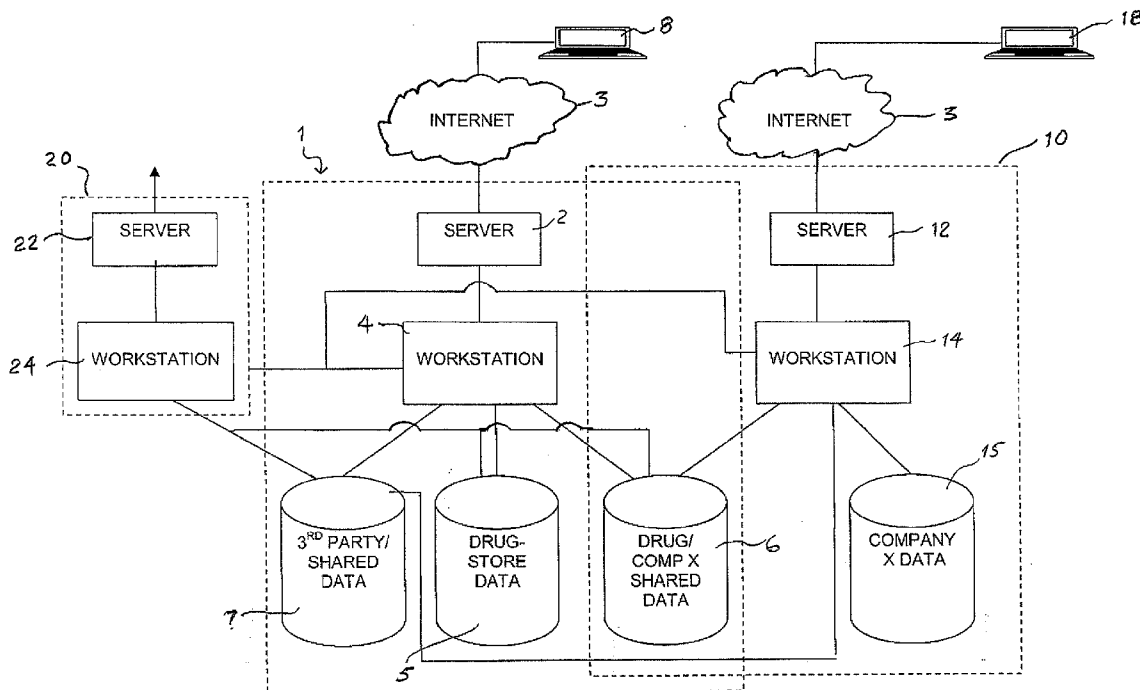 8
18
INTERNET
3
INTERNET
3
1
10
20
SERVER
22
SERVER
2
SERVER
12
4
WORKSTATION
24
WORKSTATION
WORKSTATION
14
3RD PARTY/
SHARED
DATA
7
DRUG-
STORE
DATA
5
DRUG/
COMP X
SHARED
DATA
6
COMPANY
X DATA
15